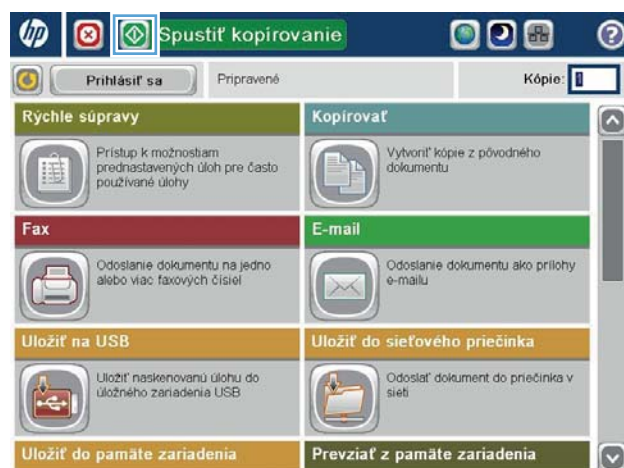 hp
Spustiť kopírovanie
?
Prihlásiť sa
Pripravené
Kópie: 1
Rýchle súpravy
Prístup k možnostiam
prednastavených úloh pre často
používané úlohy
Kopírovať
Vytvoriť kópie z pôvodného
dokumentu
Fax
Odoslanie dokumentu na jedno
alebo viac faxových čísiel
E-mail
Odoslanie dokumentu ako prílohy
e-mailu
Uložiť na USB
Uložiť naskenovanú úlohu do
úložného zariadenia USB
Uložiť do sieťového priečinka
Odoslať dokument do priečinka v
sieti
Uložiť do pamäte zariadenia
Prevziať z pamäte zariadenia